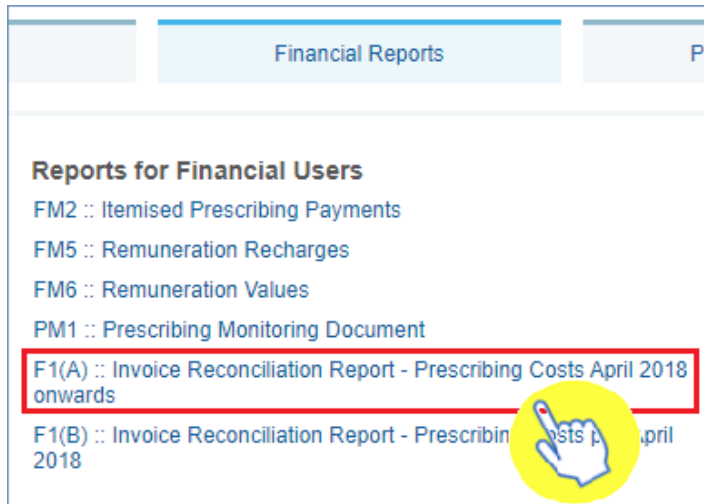 Financial Reports
P
Reports for Financial Users
FM2 :: Itemised Prescribing Payments
FM5 :: Remuneration Recharges
FM6 :: Remuneration Values
PM1 :: Prescribing Monitoring Document
F1(A) :: Invoice Reconciliation Report - Prescribing Costs April 2018
onwards
F1(B) :: Invoice Reconciliation Report -
2018